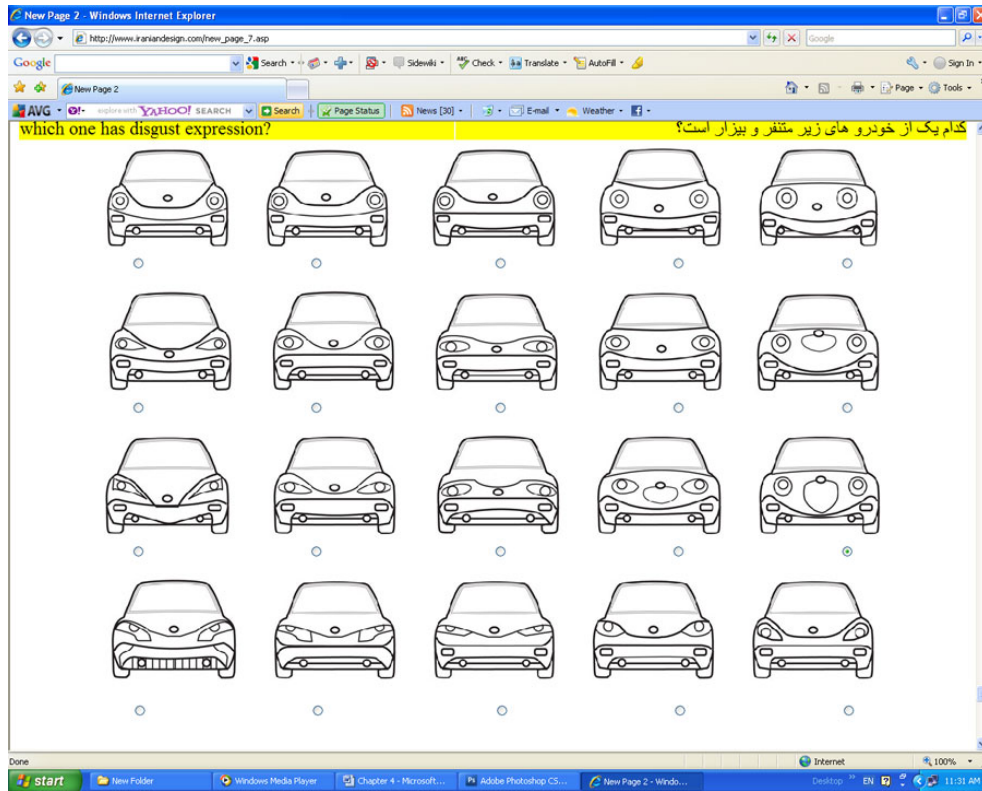 New Page 2 - Windows Internet Explorer
http://www.iraniandesign.com/new_page_7.asp
Google
Google Search Sidewiki Check Translate AutoFill Sign In
New Page 2 Page Tools
AVG Y! explore with YAHOO! SEARCH Search Page Status News [30] E-mail Weather
which one has disgust expression?
کدام یک از خودرو های زیر متنفر و بیزار است؟
Done Internet 100%
start New Folder Windows Media Player Chapter 4 - Microsoft... Adobe Photoshop CS... New Page 2 - Windo... Desktop EN 11:31 AM